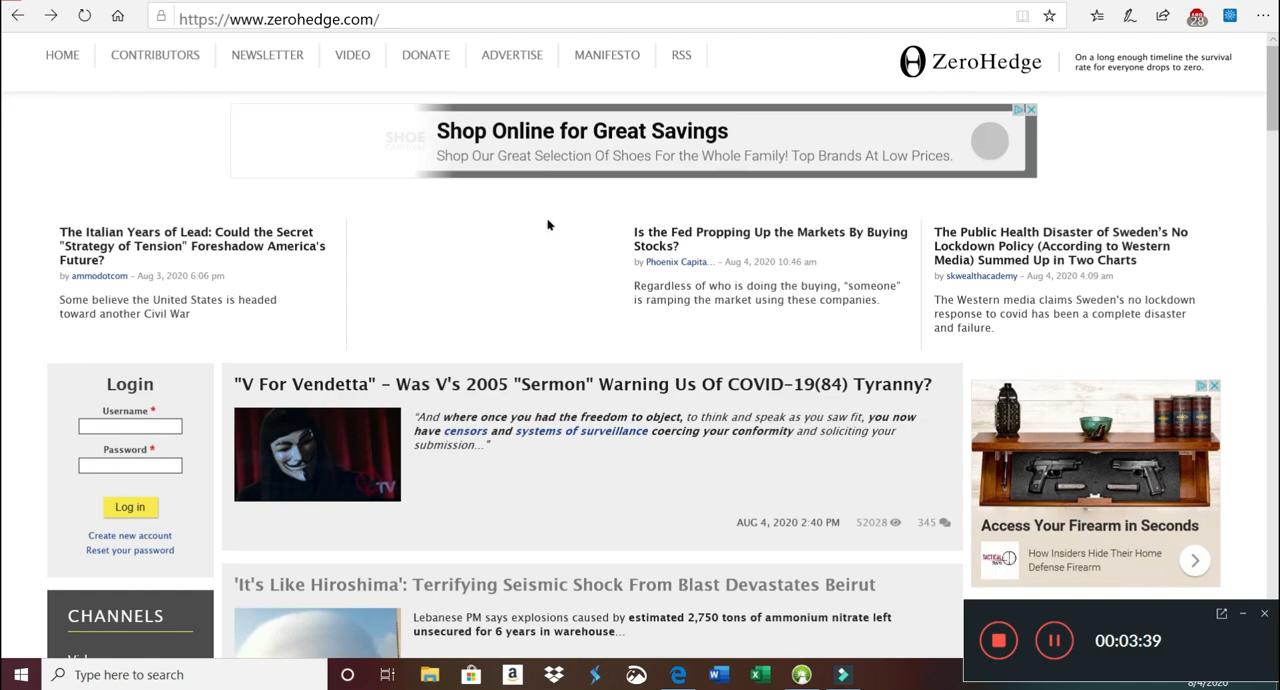 https://www.zerohedge.com/
28
HOME
CONTRIBUTORS
NEWSLETTER
VIDEO
DONATE
ADVERTISE
MANIFESTO
RSS
ZeroHedge
On a long enough timeline the survival
rate for everyone drops to zero.
SHOE
CARNIVAL
Shop Online for Great Savings
Shop Our Great Selection Of Shoes For the Whole Family! Top Brands At Low Prices.
The Italian Years of Lead: Could the Secret
"Strategy of Tension" Foreshadow America's
Future?
by ammodotcom - Aug 3, 2020 6:06 pm
Some believe the United States is headed
toward another Civil War
Is the Fed Propping Up the Markets By Buying
Stocks?
by Phoenix Capita... - Aug 4, 2020 10:46 am
Regardless of who is doing the buying, “someone”
is ramping the market using these companies.
The Public Health Disaster of Sweden’s No
Lockdown Policy (According to Western
Media) Summed Up in Two Charts
by skwealthacademy - Aug 4, 2020 4:09 am
The Western media claims Sweden's no lockdown
response to covid has been a complete disaster
and failure.
Login
Username *
Password *
Log in
Create new account
Reset your password
CHANNELS
"V For Vendetta" - Was V's 2005 "Sermon" Warning Us Of COVID-19(84) Tyranny?
“And where once you had the freedom to object, to think and speak as you saw fit, you now
have censors and systems of surveillance coercing your conformity and soliciting your
submission...”
TV
AUG 4, 2020 2:40 PM 52028 345
'It's Like Hiroshima': Terrifying Seismic Shock From Blast Devastates Beirut
Lebanese PM says explosions caused by estimated 2,750 tons of ammonium nitrate left
unsecured for 6 years in warehouse...
Access Your Firearm in Seconds
TACTICAL
How Insiders Hide Their Home
Defense Firearm
00:03:39
Type here to search
8/4/2020